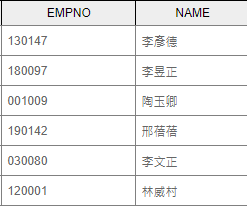 EMPNO NAME
130147 李彥德
180097 李昱正
001009 陶玉卿
190142 邢蓓蓓
030080 李文正
120001 林威村